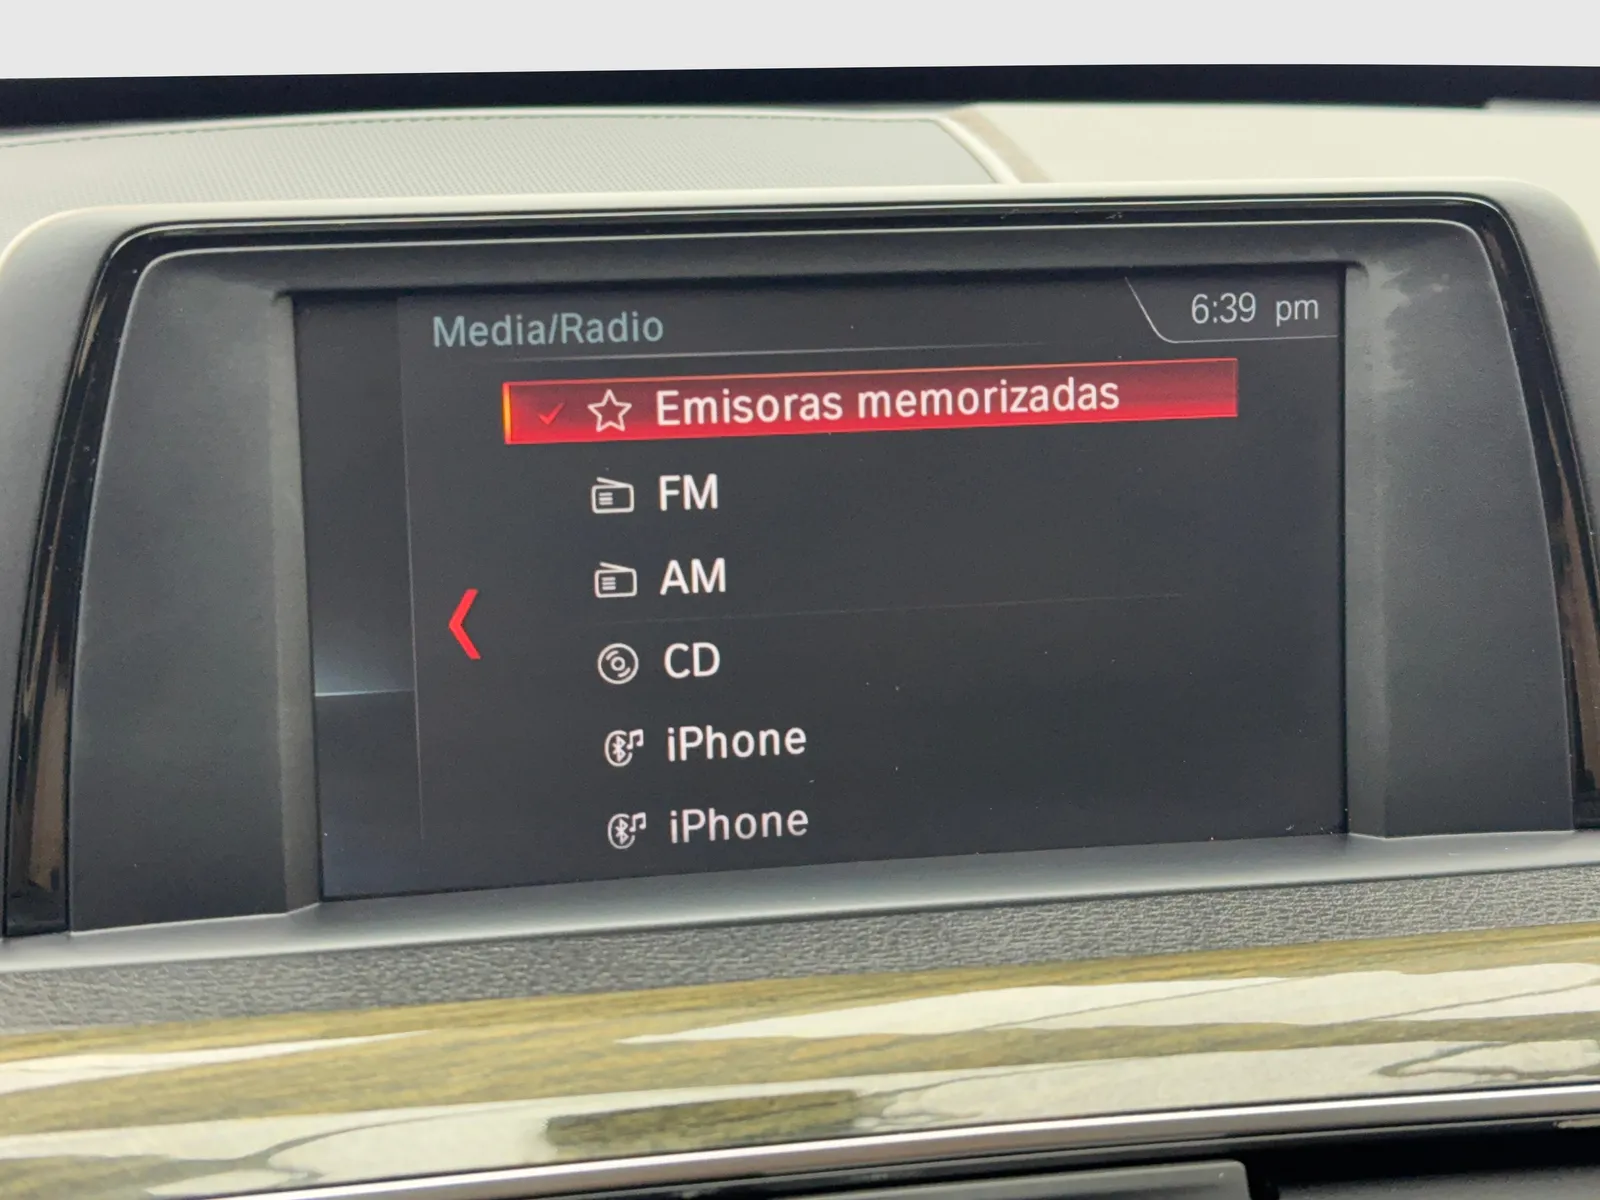 Media/Radio
6:39 pm
Emisoras memorizadas
FM
AM
CD
iPhone
iPhone